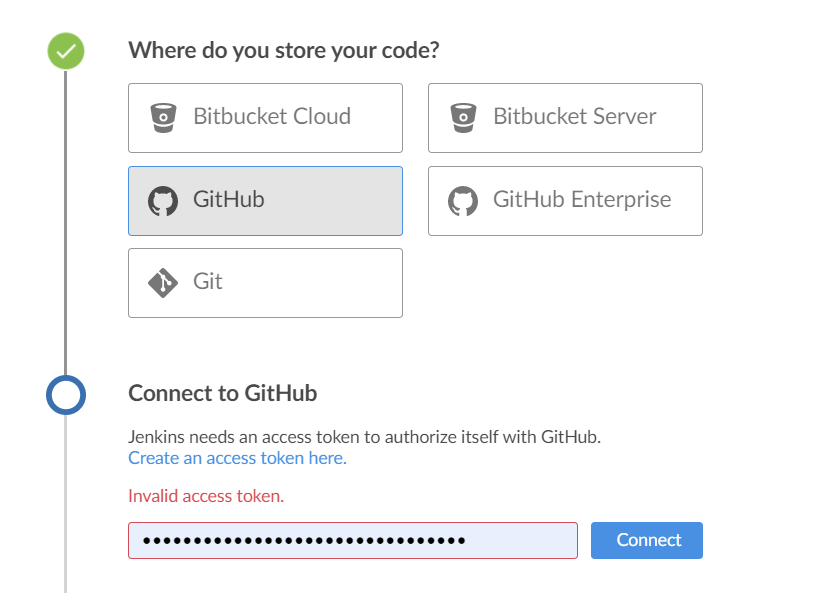 Where do you store your code?
Bitbucket Cloud
Bitbucket Server
GitHub
GitHub Enterprise
Git
Connect to GitHub
Jenkins needs an access token to authorize itself with GitHub.
Create an access token here.
Invalid access token.
••••••••••••••••••••••••••••••••
Connect